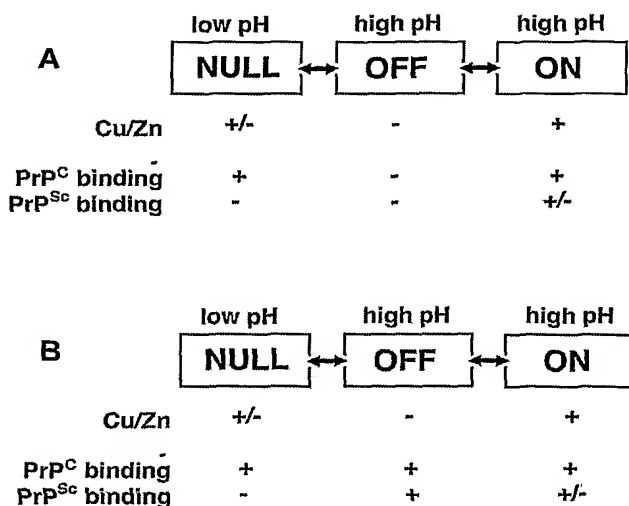 low pH high pH high pH
A NULL OFF ON
Cu/Zn +/- - +
PrP^C binding + - +
PrP^Sc binding - - +/-
low pH high pH high pH
B NULL OFF ON
Cu/Zn +/- - +
PrP^C binding + + +
PrP^Sc binding - + +/-